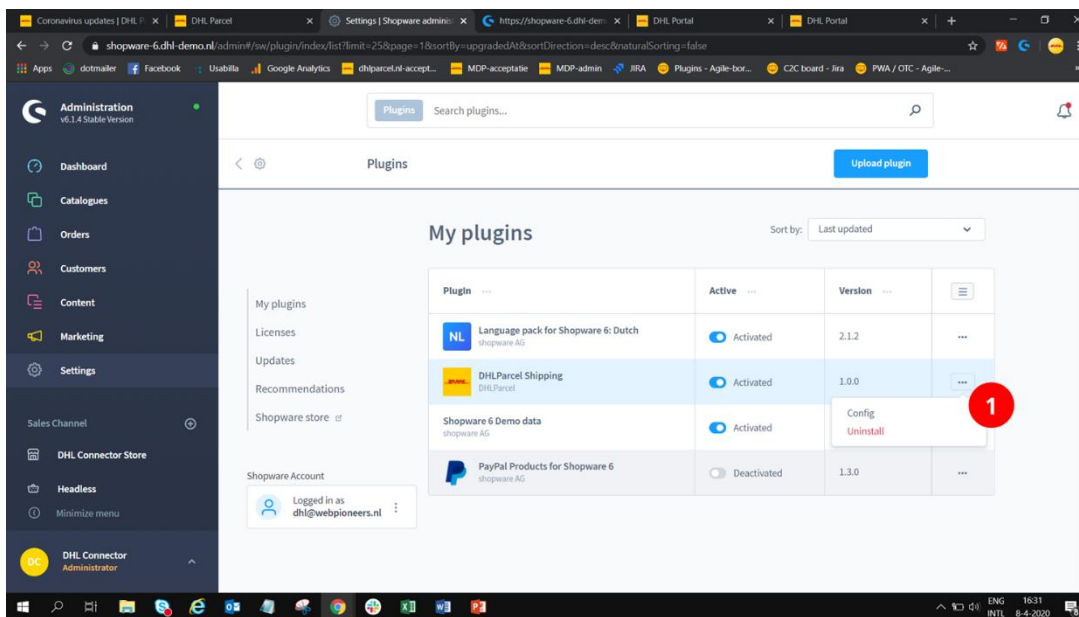 Coronavirus updates | DHL P
DHL Parcel
Settings | Shopware adminis
https://shopware-6.dhl-dem
DHL Portal
DHL Portal
shopware-6.dhl-demo.nl/admin#/sw/plugin/index/list?limit=25&page=1&sortBy=upgradedAt&sortDirection=desc&naturalSorting=false
Apps
dotmailer
Facebook
Usabilla
Google Analytics
dhlparcel.nl-accept...
MDP-acceptatie
MDP-admin
JIRA
Plugins - Agile-bor...
C2C board - Jira
PWA / OTC - Agile-...
Administration
v6.1.4 Stable Version
Plugins
Search plugins...
Dashboard
Catalogues
Orders
Customers
Content
Marketing
Settings
Sales Channel
DHL Connector Store
Headless
Minimize menu
DC
DHL Connector
Administrator
Plugins
Upload plugin
My plugins
Sort by:
Last updated
My plugins
Licenses
Updates
Recommendations
Shopware store
Shopware Account
Logged in as
dhl@webpioneers.nl
Plugin ...
Active ...
Version ...
NL
Language pack for Shopware 6: Dutch
shopware AG
Activated
2.1.2
DHLParcel Shipping
DHLParcel
Activated
1.0.0
1
Config
Uninstall
Shopware 6 Demo data
shopware AG
Activated
PayPal Products for Shopware 6
shopware AG
Deactivated
1.3.0
ENG
INTL
16:31
8-4-2020